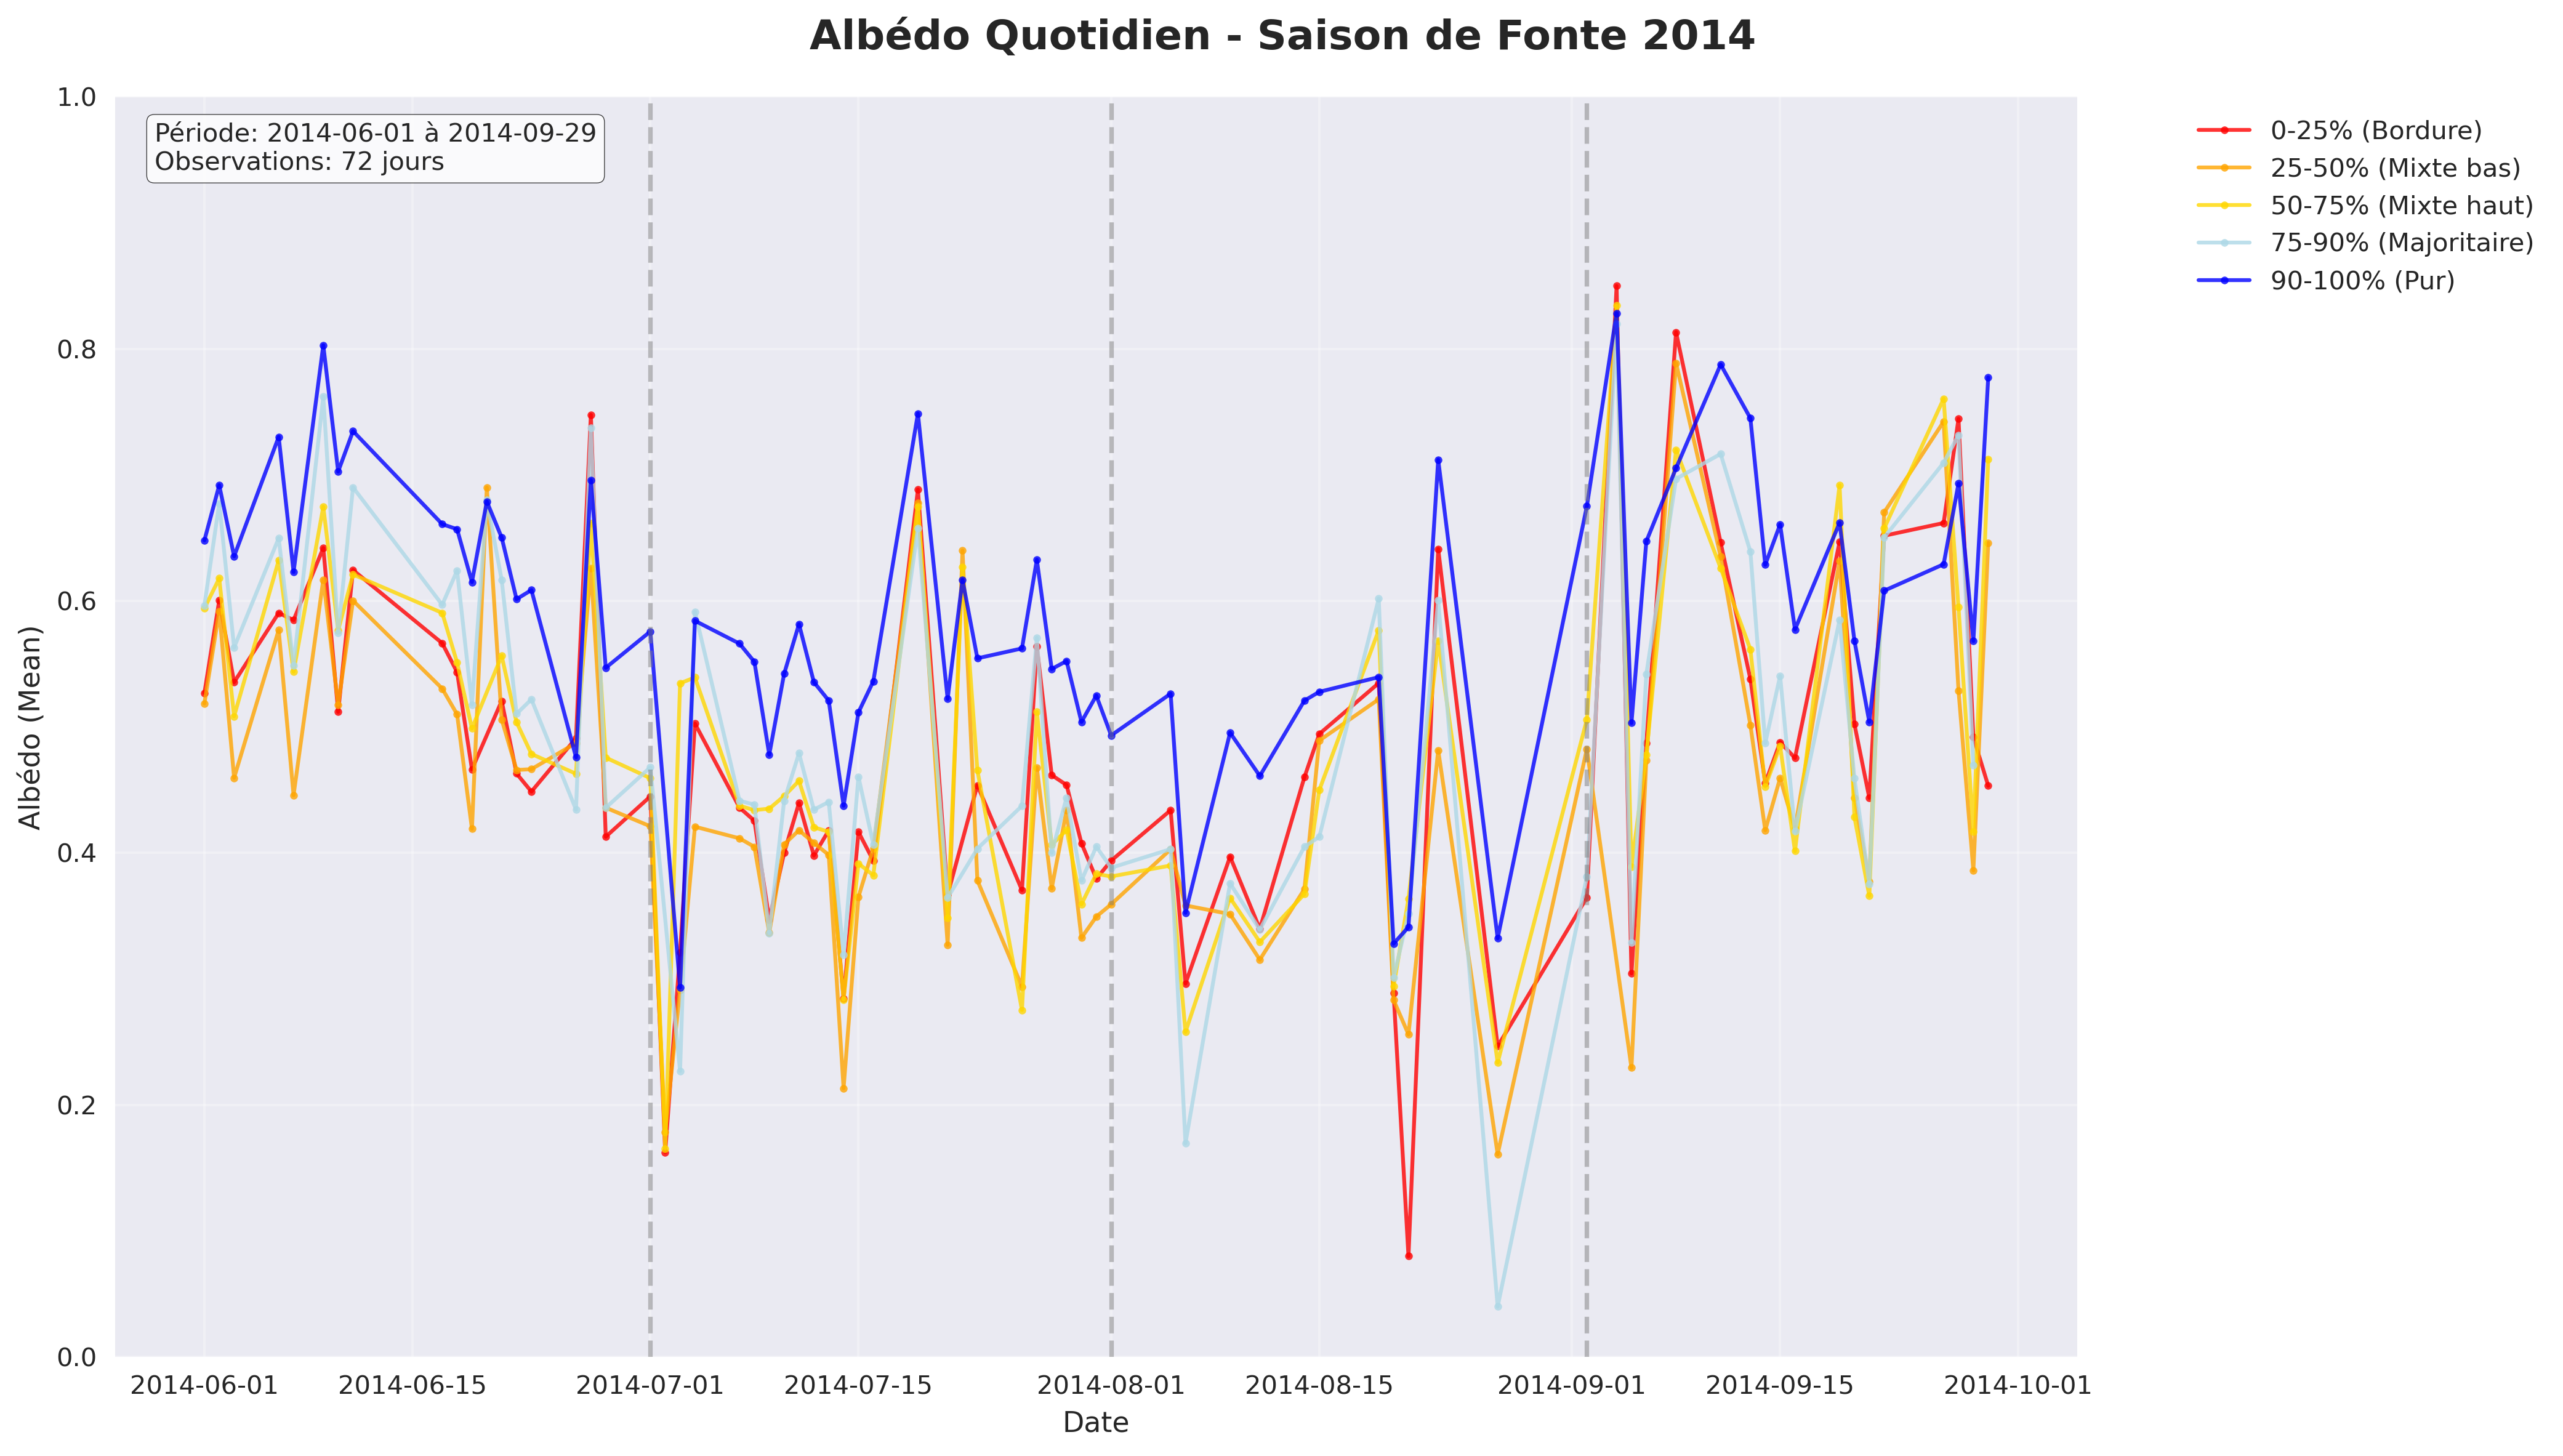 Albédo Quotidien - Saison de Fonte 2014
Période: 2014-06-01 à 2014-09-29
Observations: 72 jours
0-25% (Bordure)
25-50% (Mixte bas)
50-75% (Mixte haut)
75-90% (Majoritaire)
90-100% (Pur)
Albédo (Mean)
1.0
0.8
0.6
0.4
0.2
0.0
2014-06-01 2014-06-15 2014-07-01 2014-07-15 2014-08-01 2014-08-15 2014-09-01 2014-09-15 2014-10-01
Date